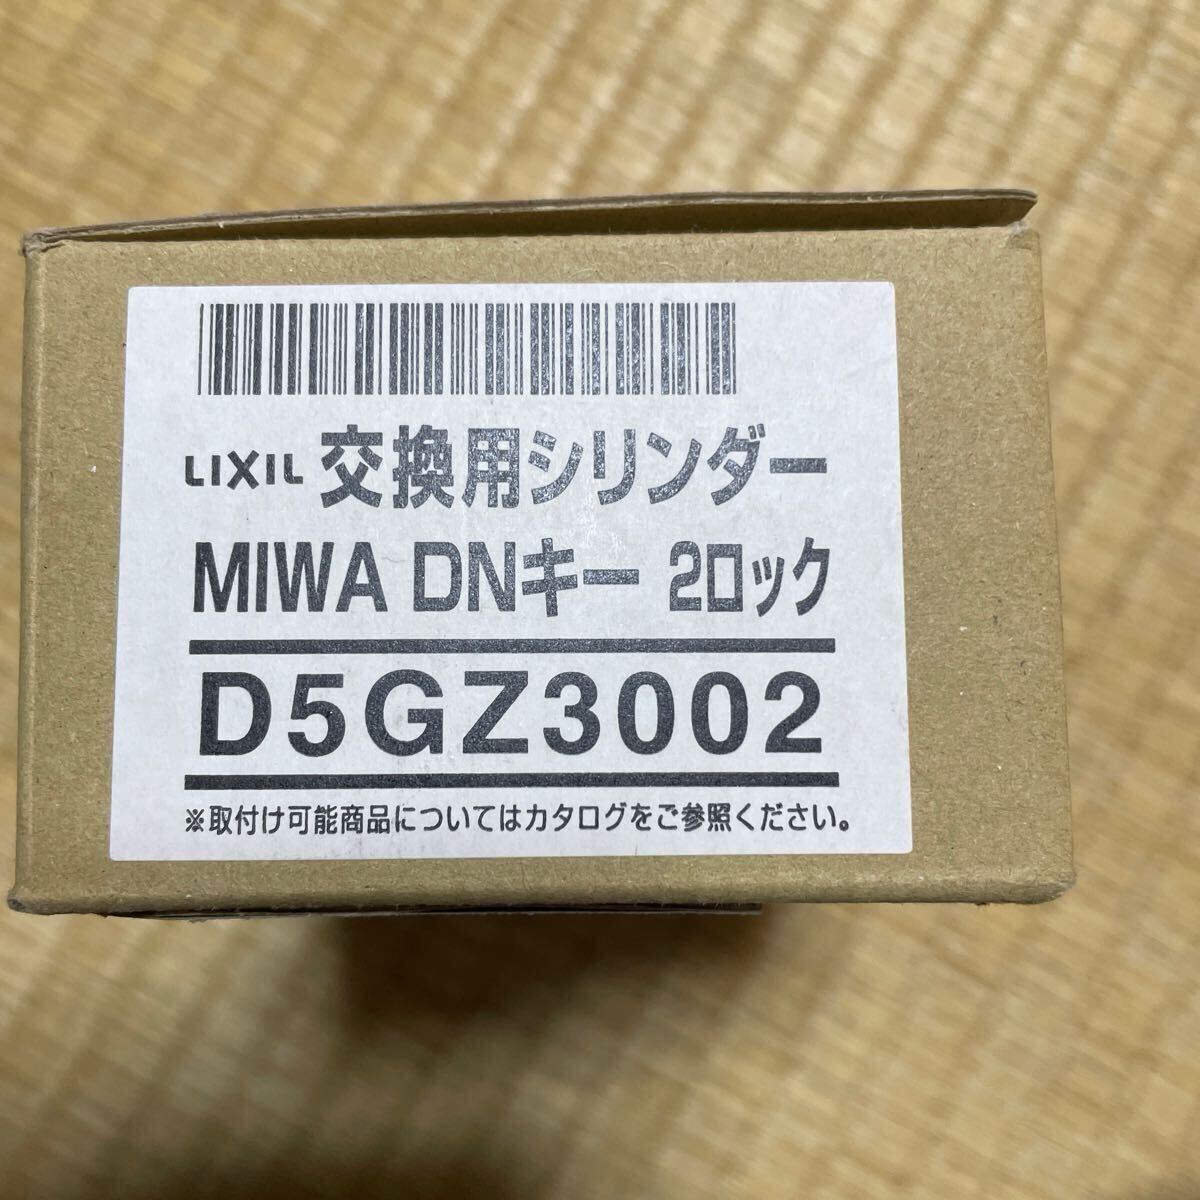 LIXIL 交換用シリンダー
MIWA DNキー 2ロック
D5GZ3002
※取付け可能商品についてはカタログをご参照ください。